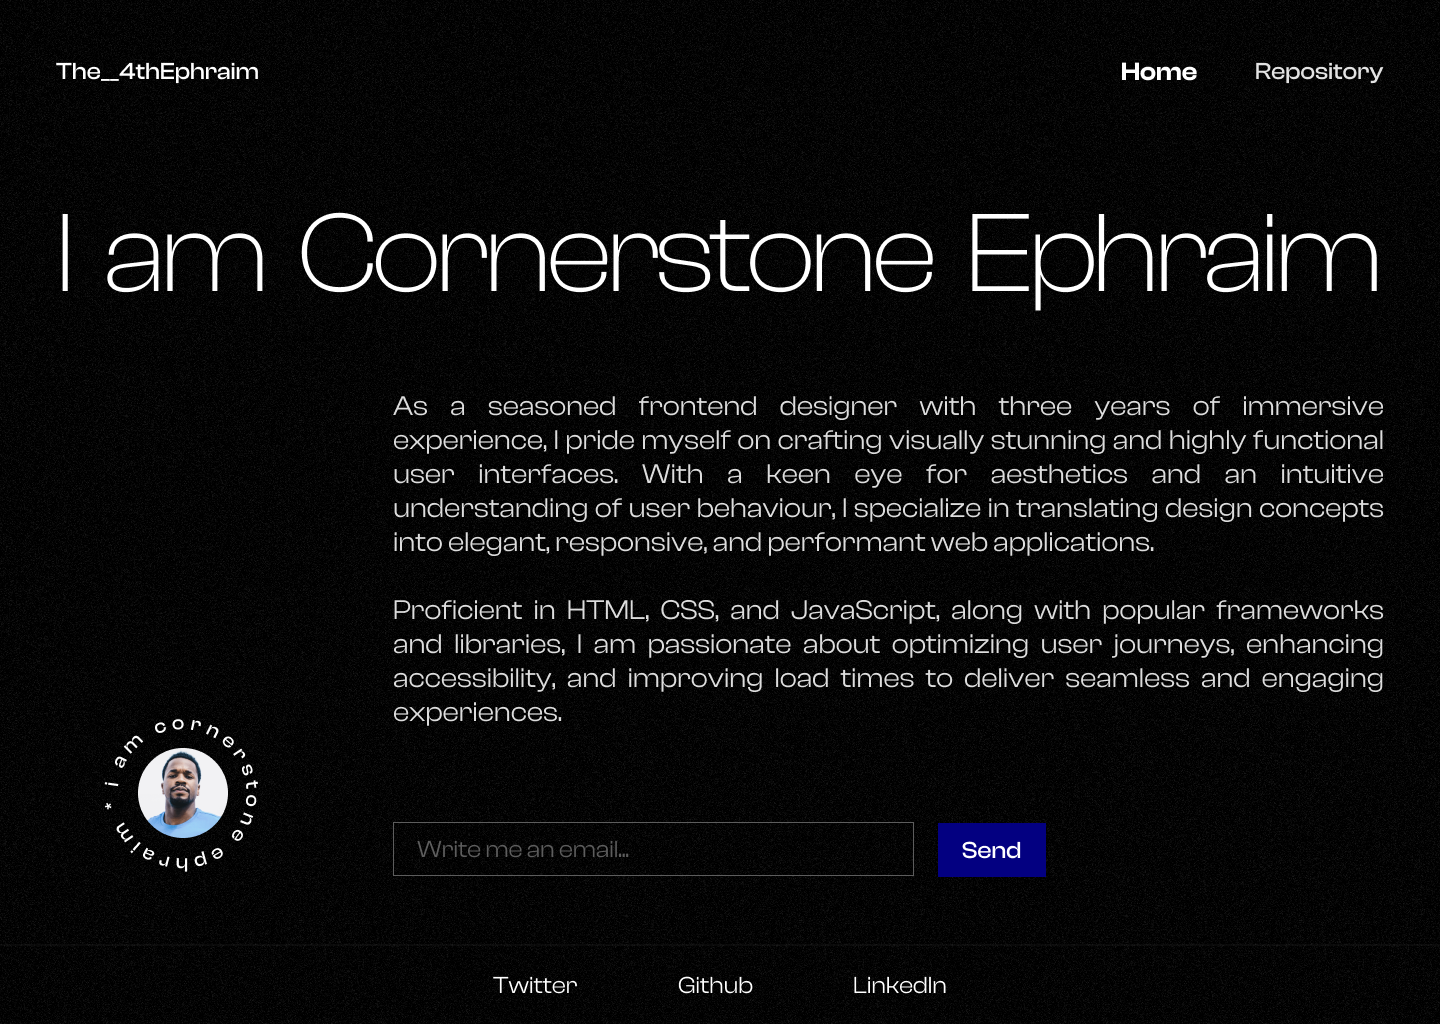 The__4thEphraim
Home
Repository
I am Cornerstone Ephraim
As a seasoned frontend designer with three years of immersive
experience, I pride myself on crafting visually stunning and highly functional
user interfaces. With a keen eye for aesthetics and an intuitive
understanding of user behaviour, I specialize in translating design concepts
into elegant, responsive, and performant web applications.
Proficient in HTML, CSS, and JavaScript, along with popular frameworks
and libraries, I am passionate about optimizing user journeys, enhancing
accessibility, and improving load times to deliver seamless and engaging
experiences.
i am cornerstone ephraim *
Write me an email...
Send
Twitter
Github
LinkedIn